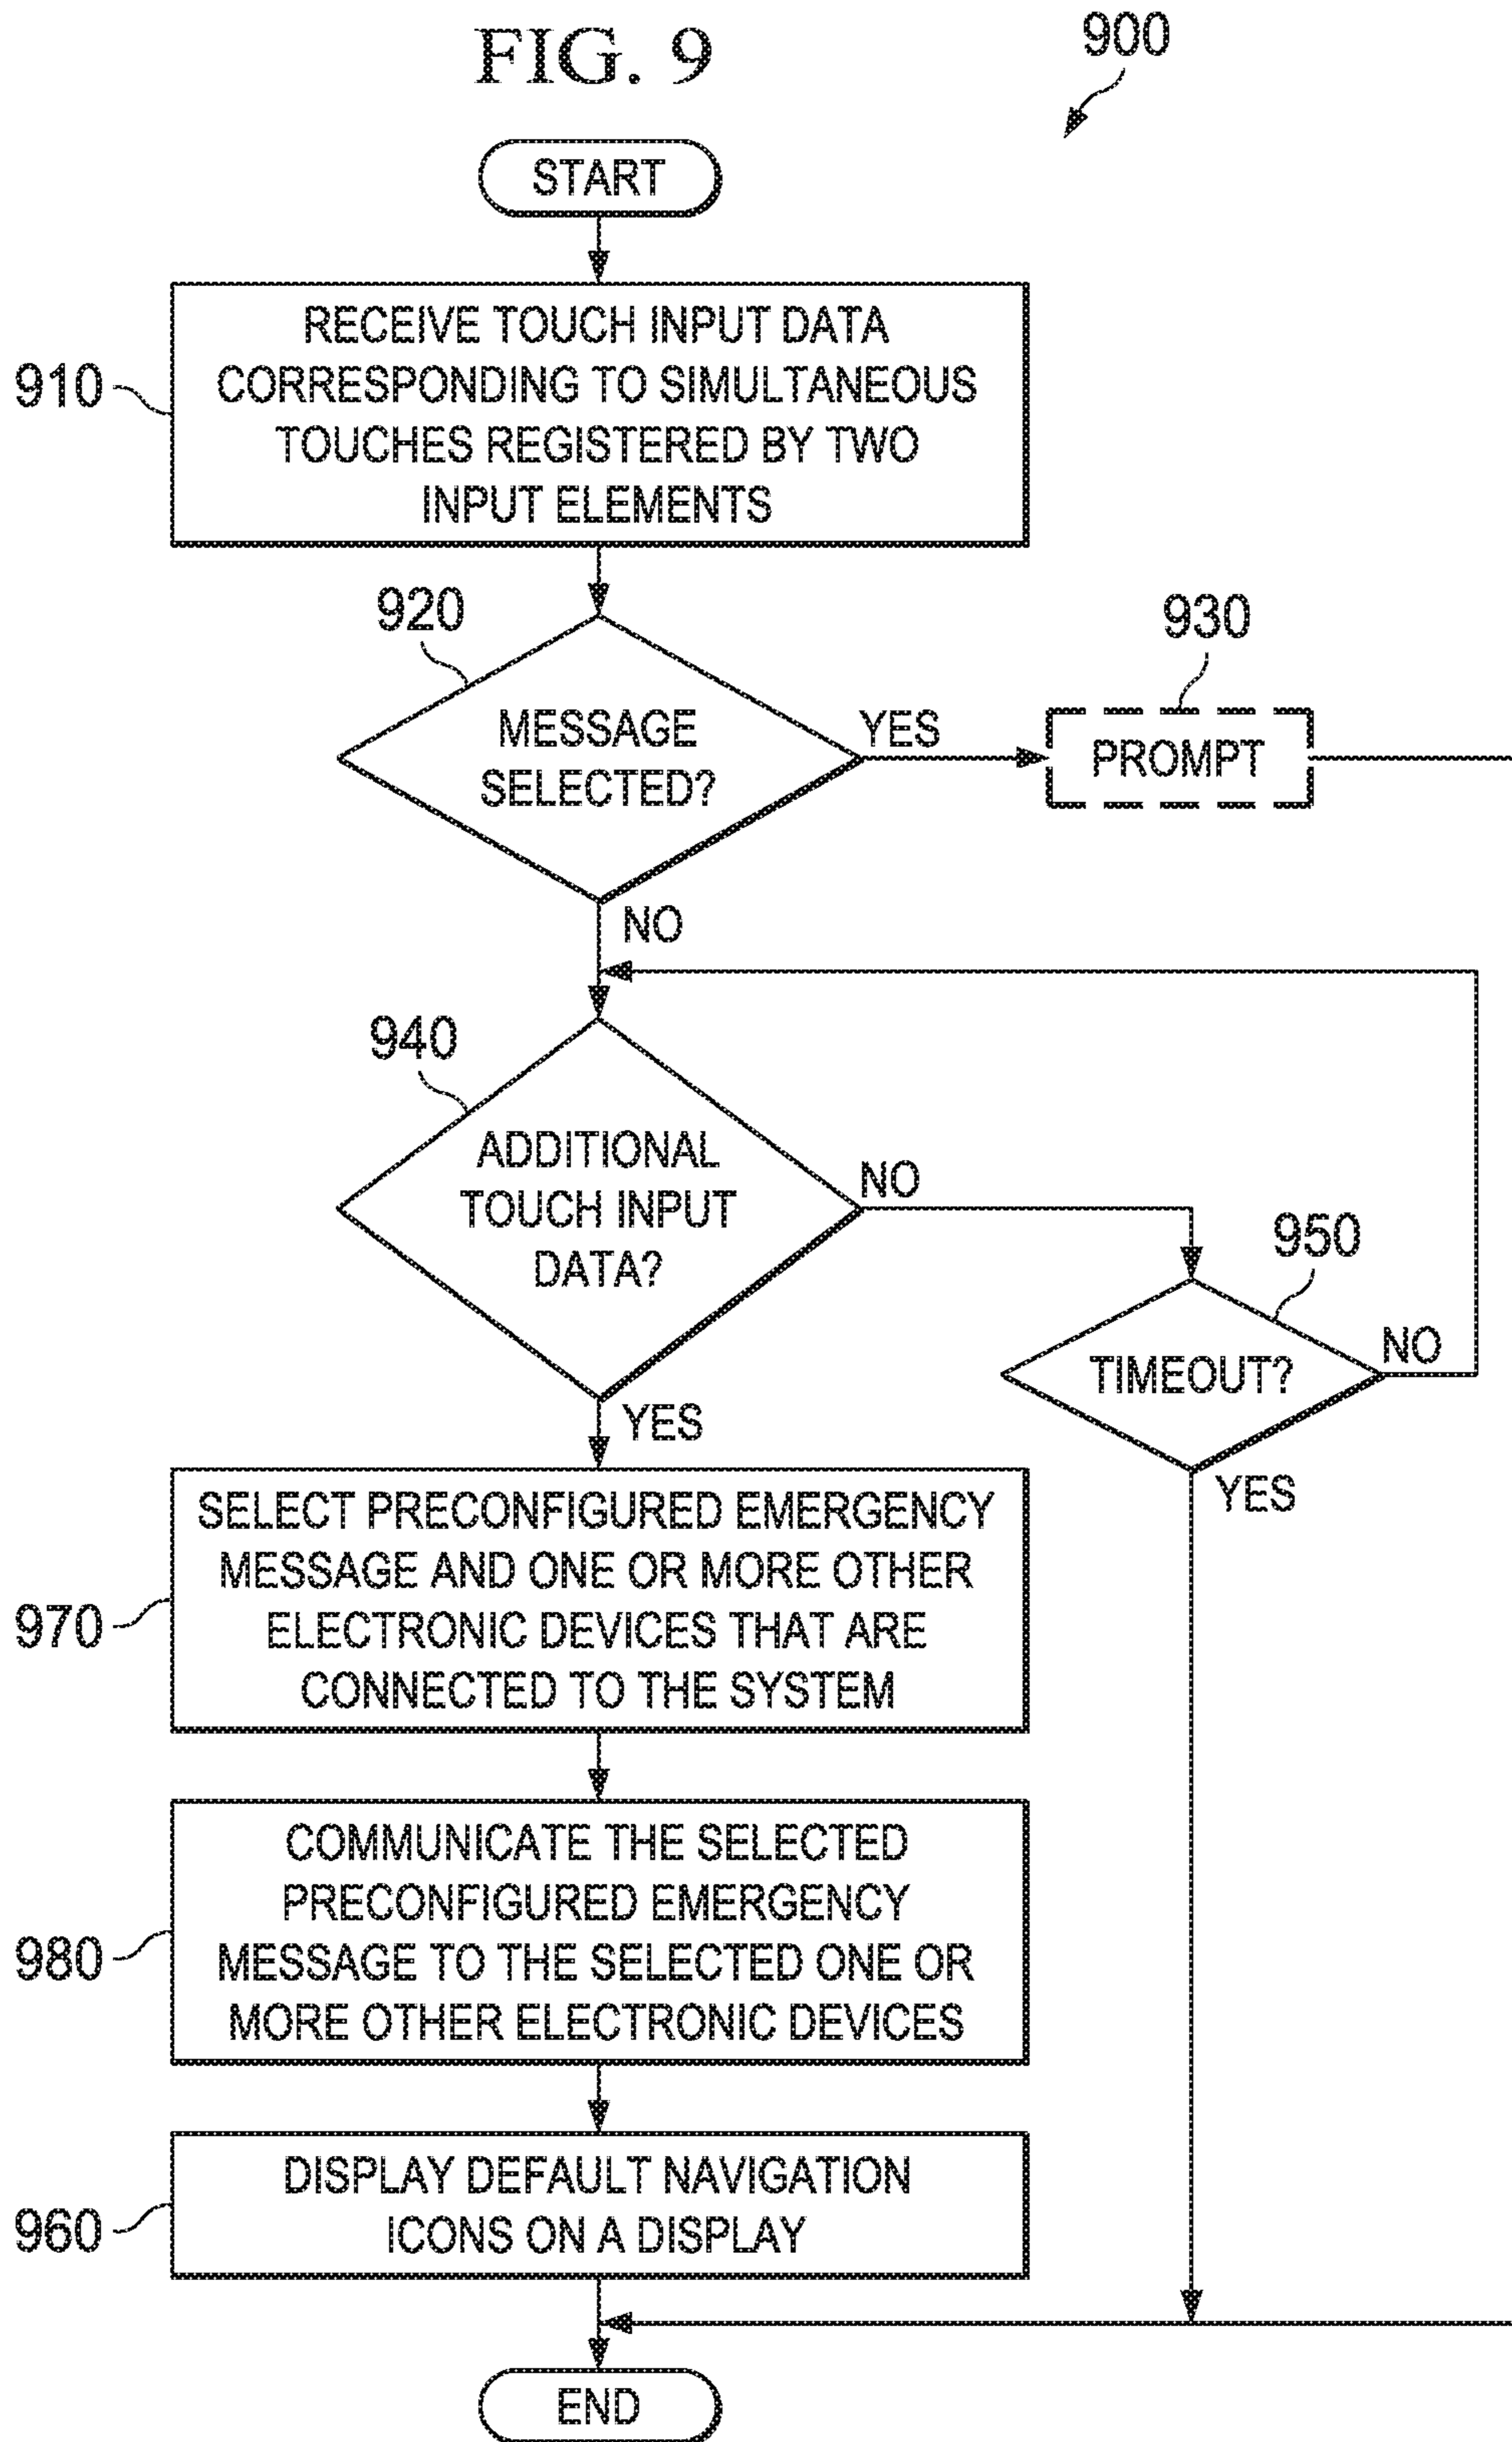 FIG. 9
900
START
910
RECEIVE TOUCH INPUT DATA
CORRESPONDING TO SIMULTANEOUS
TOUCHES REGISTERED BY TWO
INPUT ELEMENTS
920
MESSAGE
SELECTED?
YES
930
PROMPT
NO
940
ADDITIONAL
TOUCH INPUT
DATA?
NO
950
TIMEOUT?
NO
YES
YES
970
SELECT PRECONFIGURED EMERGENCY
MESSAGE AND ONE OR MORE OTHER
ELECTRONIC DEVICES THAT ARE
CONNECTED TO THE SYSTEM
980
COMMUNICATE THE SELECTED
PRECONFIGURED EMERGENCY
MESSAGE TO THE SELECTED ONE OR
MORE OTHER ELECTRONIC DEVICES
960
DISPLAY DEFAULT NAVIGATION
ICONS ON A DISPLAY
END